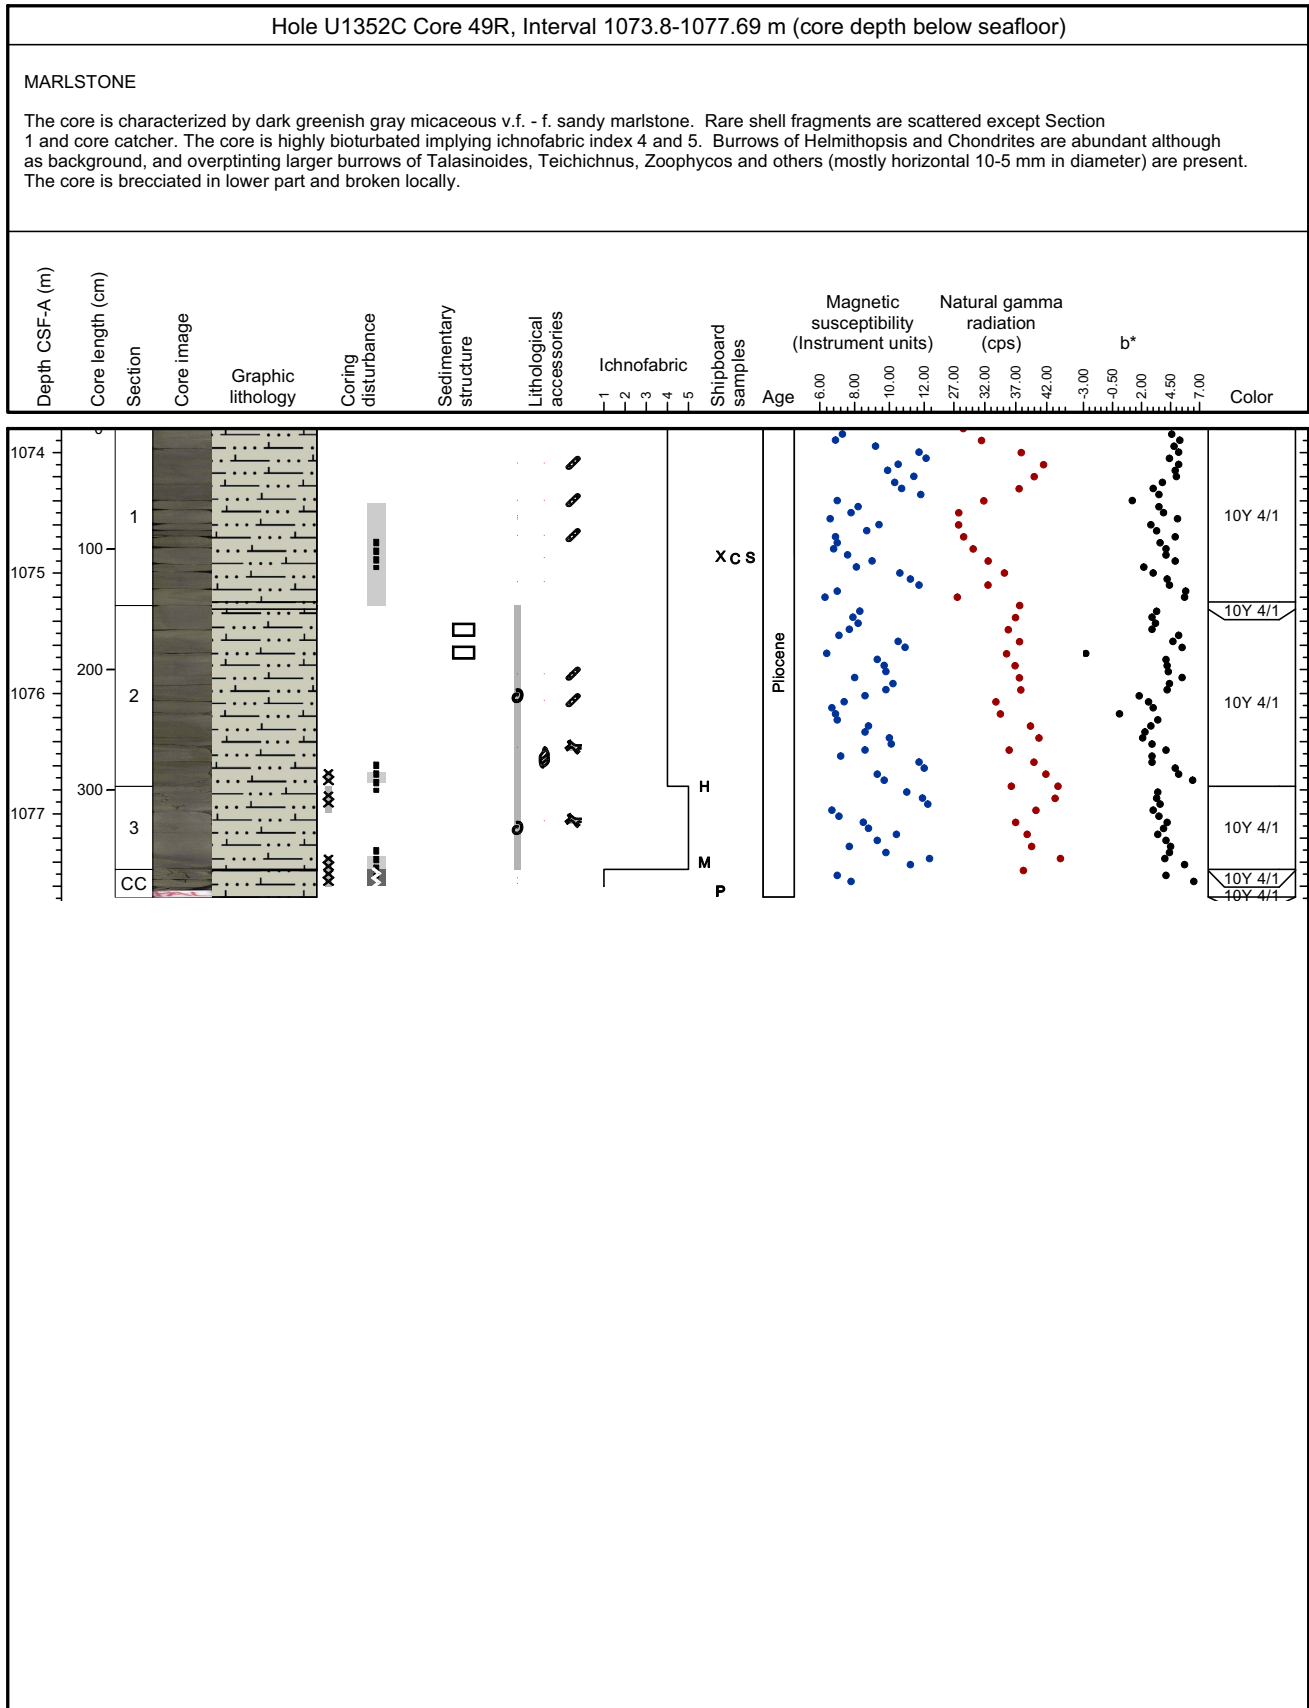 Hole U1352C Core 49R, Interval 1073.8-1077.69 m (core depth below seafloor)
MARLSTONE
The core is characterized by dark greenish gray micaceous v.f. - f. sandy marlstone. Rare shell fragments are scattered except Section
1 and core catcher. The core is highly bioturbated implying ichnofabric index 4 and 5. Burrows of Helmithopsis and Chondrites are abundant although
as background, and overptinting larger burrows of Talasinoides, Teichichnus, Zoophycos and others (mostly horizontal 10-5 mm in diameter) are present.
The core is brecciated in lower part and broken locally.
Depth CSF-A (m)
Core length (cm)
Section
Core image
Graphic
lithology
Coring
disturbance
Sedimentary
structure
Lithological
accessories
Ichnofabric
1 2 3 4 5
Shipboard
samples
Age
Magnetic
susceptibility
(Instrument units)
6.00 8.00 10.00 12.00
Natural gamma
radiation
(cps)
27.00 32.00 37.00 42.00
b*
-3.00 -0.50 2.00 4.50 7.00
Color
0
1074
1
10Y 4/1
100
X C S
1075
10Y 4/1
Pliocene
200
1076
2
10Y 4/1
300
H
1077
3
10Y 4/1
M
CC
10Y 4/1
P
10Y 4/1